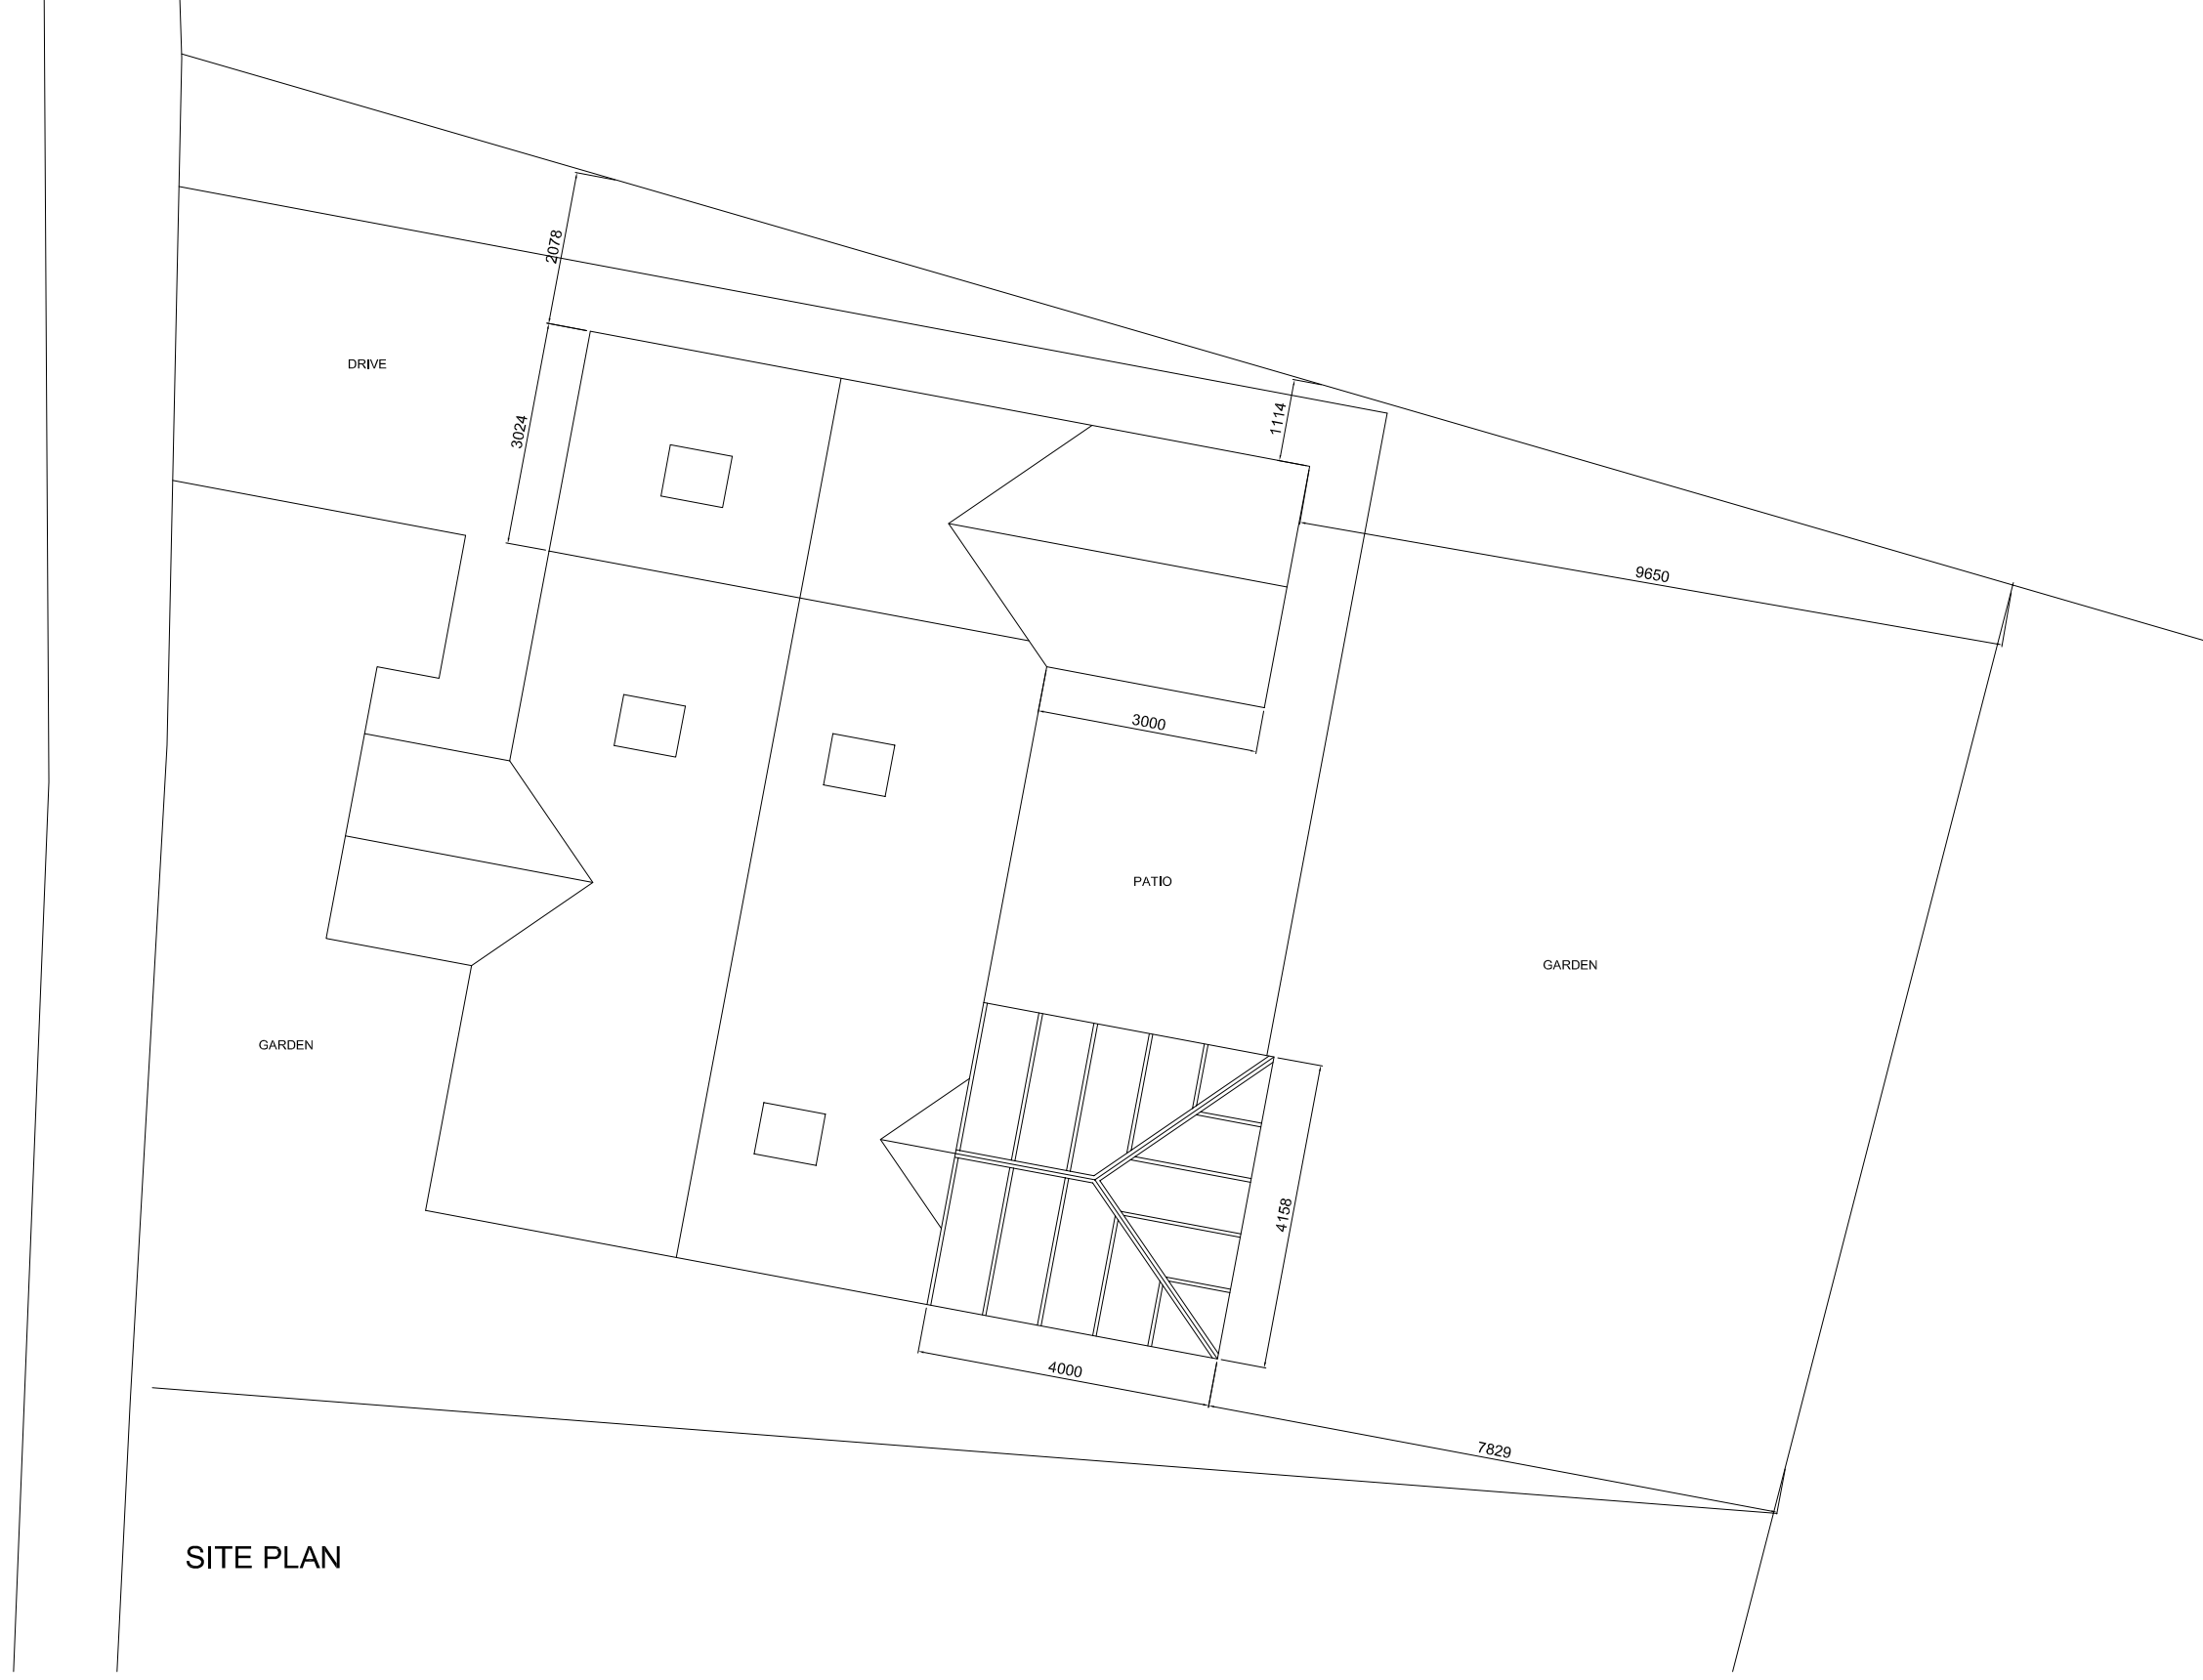 2078
DRIVE
1114
3024
9650
3000
PATIO
GARDEN
GARDEN
4158
4000
7829
SITE PLAN